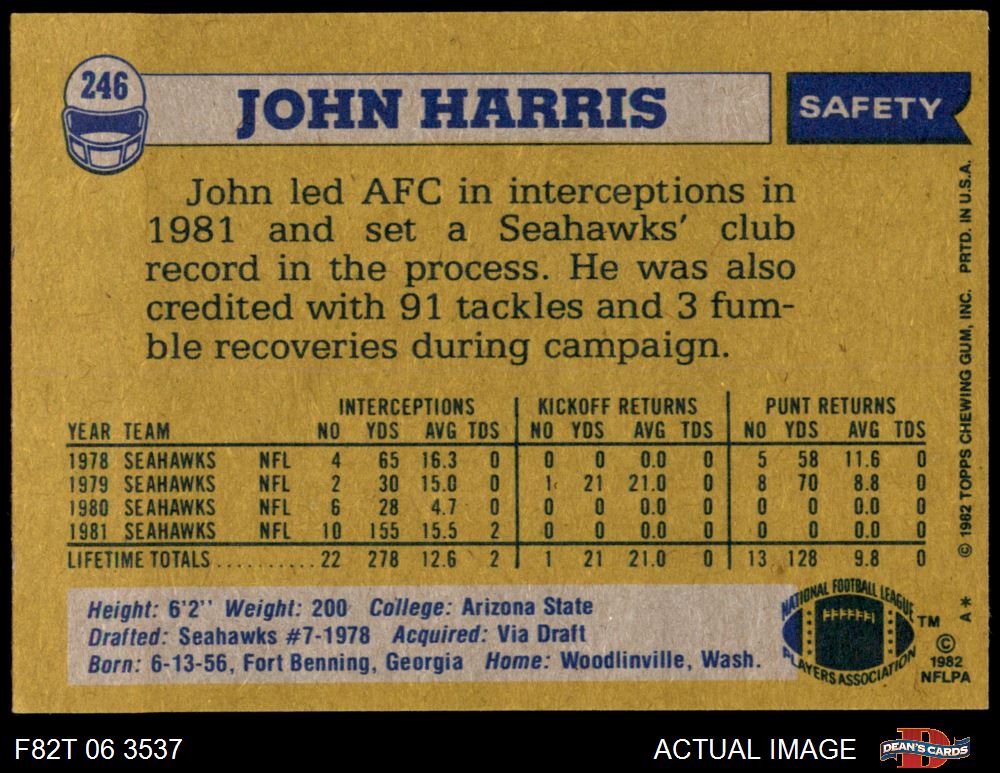 246
JOHN HARRIS
SAFETY
John led AFC in interceptions in
1981 and set a Seahawks' club
record in the process. He was also
credited with 91 tackles and 3 fum-
ble recoveries during campaign.
INTERCEPTIONS KICKOFF RETURNS PUNT RETURNS
YEAR TEAM NO YDS AVG TDS NO YDS AVG TDS NO YDS AVG TDS
1978 SEAHAWKS NFL 4 65 16.3 0 0 0 0.0 0 5 58 11.6 0
1979 SEAHAWKS NFL 2 30 15.0 0 1 21 21.0 0 8 70 8.8 0
1980 SEAHAWKS NFL 6 28 4.7 0 0 0 0.0 0 0 0 0.0 0
1981 SEAHAWKS NFL 10 155 15.5 2 0 0 0.0 0 0 0 0.0 0
LIFETIME TOTALS.......... 22 278 12.6 2 1 21 21.0 0 13 128 9.8 0
Height: 6'2'' Weight: 200 College: Arizona State
Drafted: Seahawks #7-1978 Acquired: Via Draft
Born: 6-13-56, Fort Benning, Georgia Home: Woodlinville, Wash.
NATIONAL FOOTBALL LEAGUE
PLAYERS ASSOCIATION
TM
©
1982
NFLPA
© 1982 TOPPS CHEWING GUM, INC. PRTD. IN U.S.A.
A *
F82T 06 3537
ACTUAL IMAGE
DEAN'S CARDS